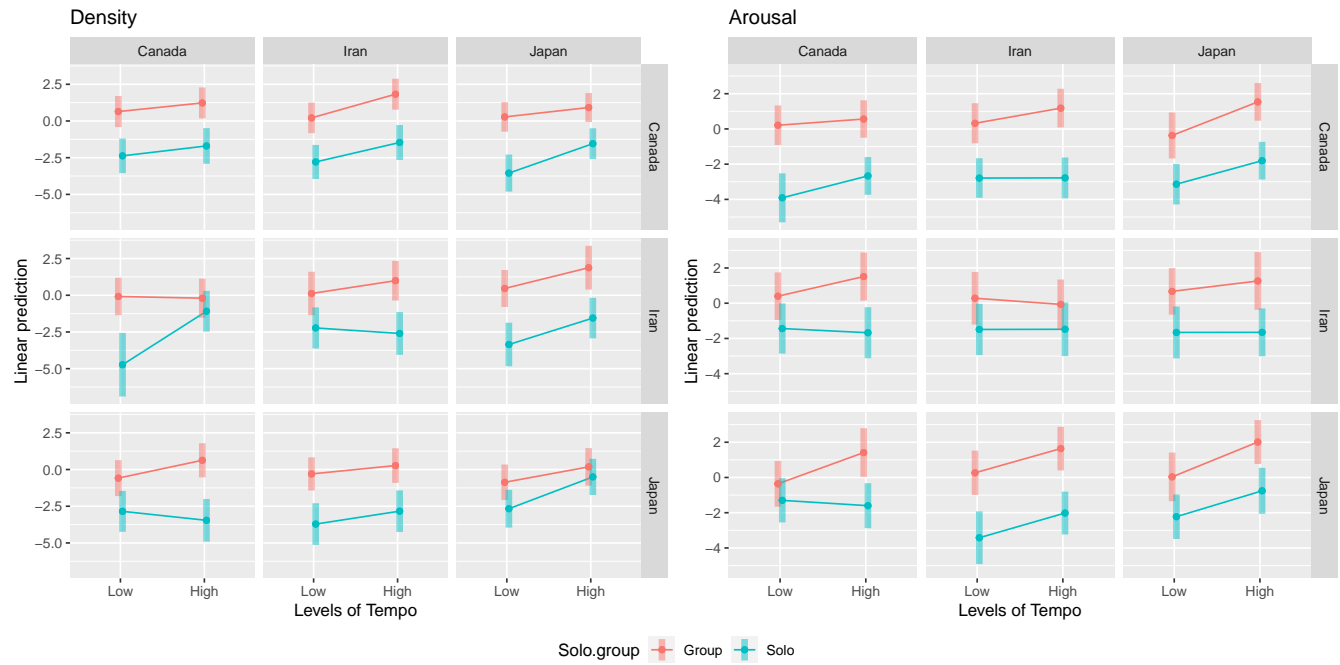 Density
Canada
Iran
Japan
2.5
0.0
−2.5
−5.0
Canada
2.5
0.0
−2.5
−5.0
Iran
2.5
0.0
−2.5
−5.0
Japan
Linear prediction
Low High Low High Low High
Levels of Tempo
Arousal
Canada
Iran
Japan
2
0
−2
−4
Canada
2
0
−2
−4
Iran
2
0
−2
−4
Japan
Linear prediction
Low High Low High Low High
Levels of Tempo
Solo.group Group Solo